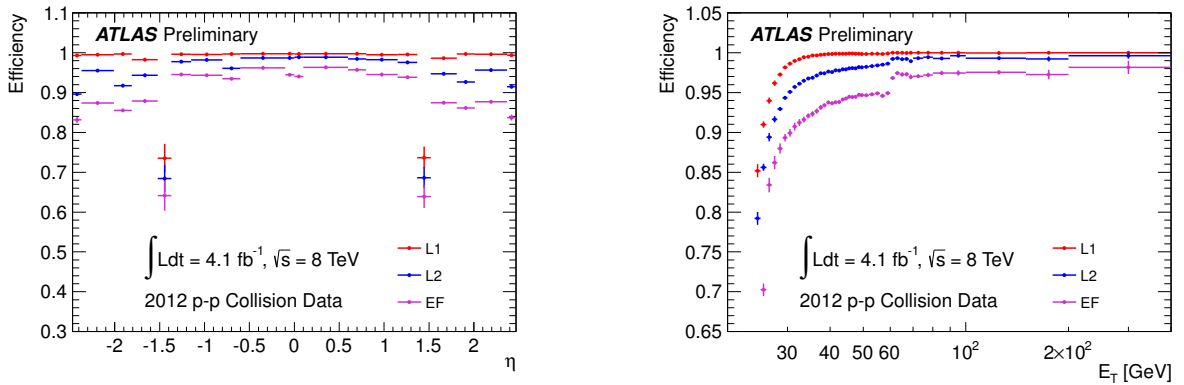 ATLAS Preliminary
Efficiency
1.1
1
0.9
0.8
0.7
0.6
0.5
0.4
0.3
∫Ldt = 4.1 fb⁻¹, √s = 8 TeV
2012 p-p Collision Data
L1
L2
EF
-2 -1.5 -1 -0.5 0 0.5 1 1.5 2
η
ATLAS Preliminary
Efficiency
1.05
1
0.95
0.9
0.85
0.8
0.75
0.7
0.65
∫Ldt = 4.1 fb⁻¹, √s = 8 TeV
2012 p-p Collision Data
L1
L2
EF
30 40 50 60 10² 2×10²
E_T [GeV]